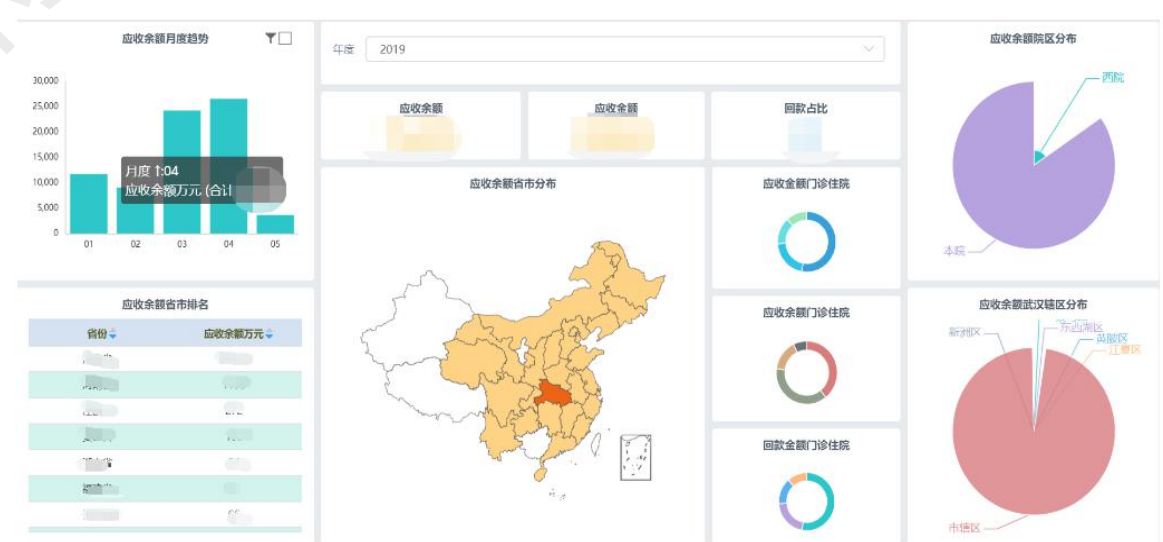 应收余额月度趋势
30,000
25,000
20,000
15,000
10,000
5,000
0
01 02 03 04 05
月度 1:04
应收余额万元 (合计
年度 2019
应收余额
应收金额
回款占比
应收余额院区分布
西院
本院
应收余额省市排名
省份 应收余额万元
应收余额省市分布
应收金额门诊住院
应收余额门诊住院
回款金额门诊住院
应收余额武汉辖区分布
新洲区
东西湖区
黄陂区
江夏区
市辖区